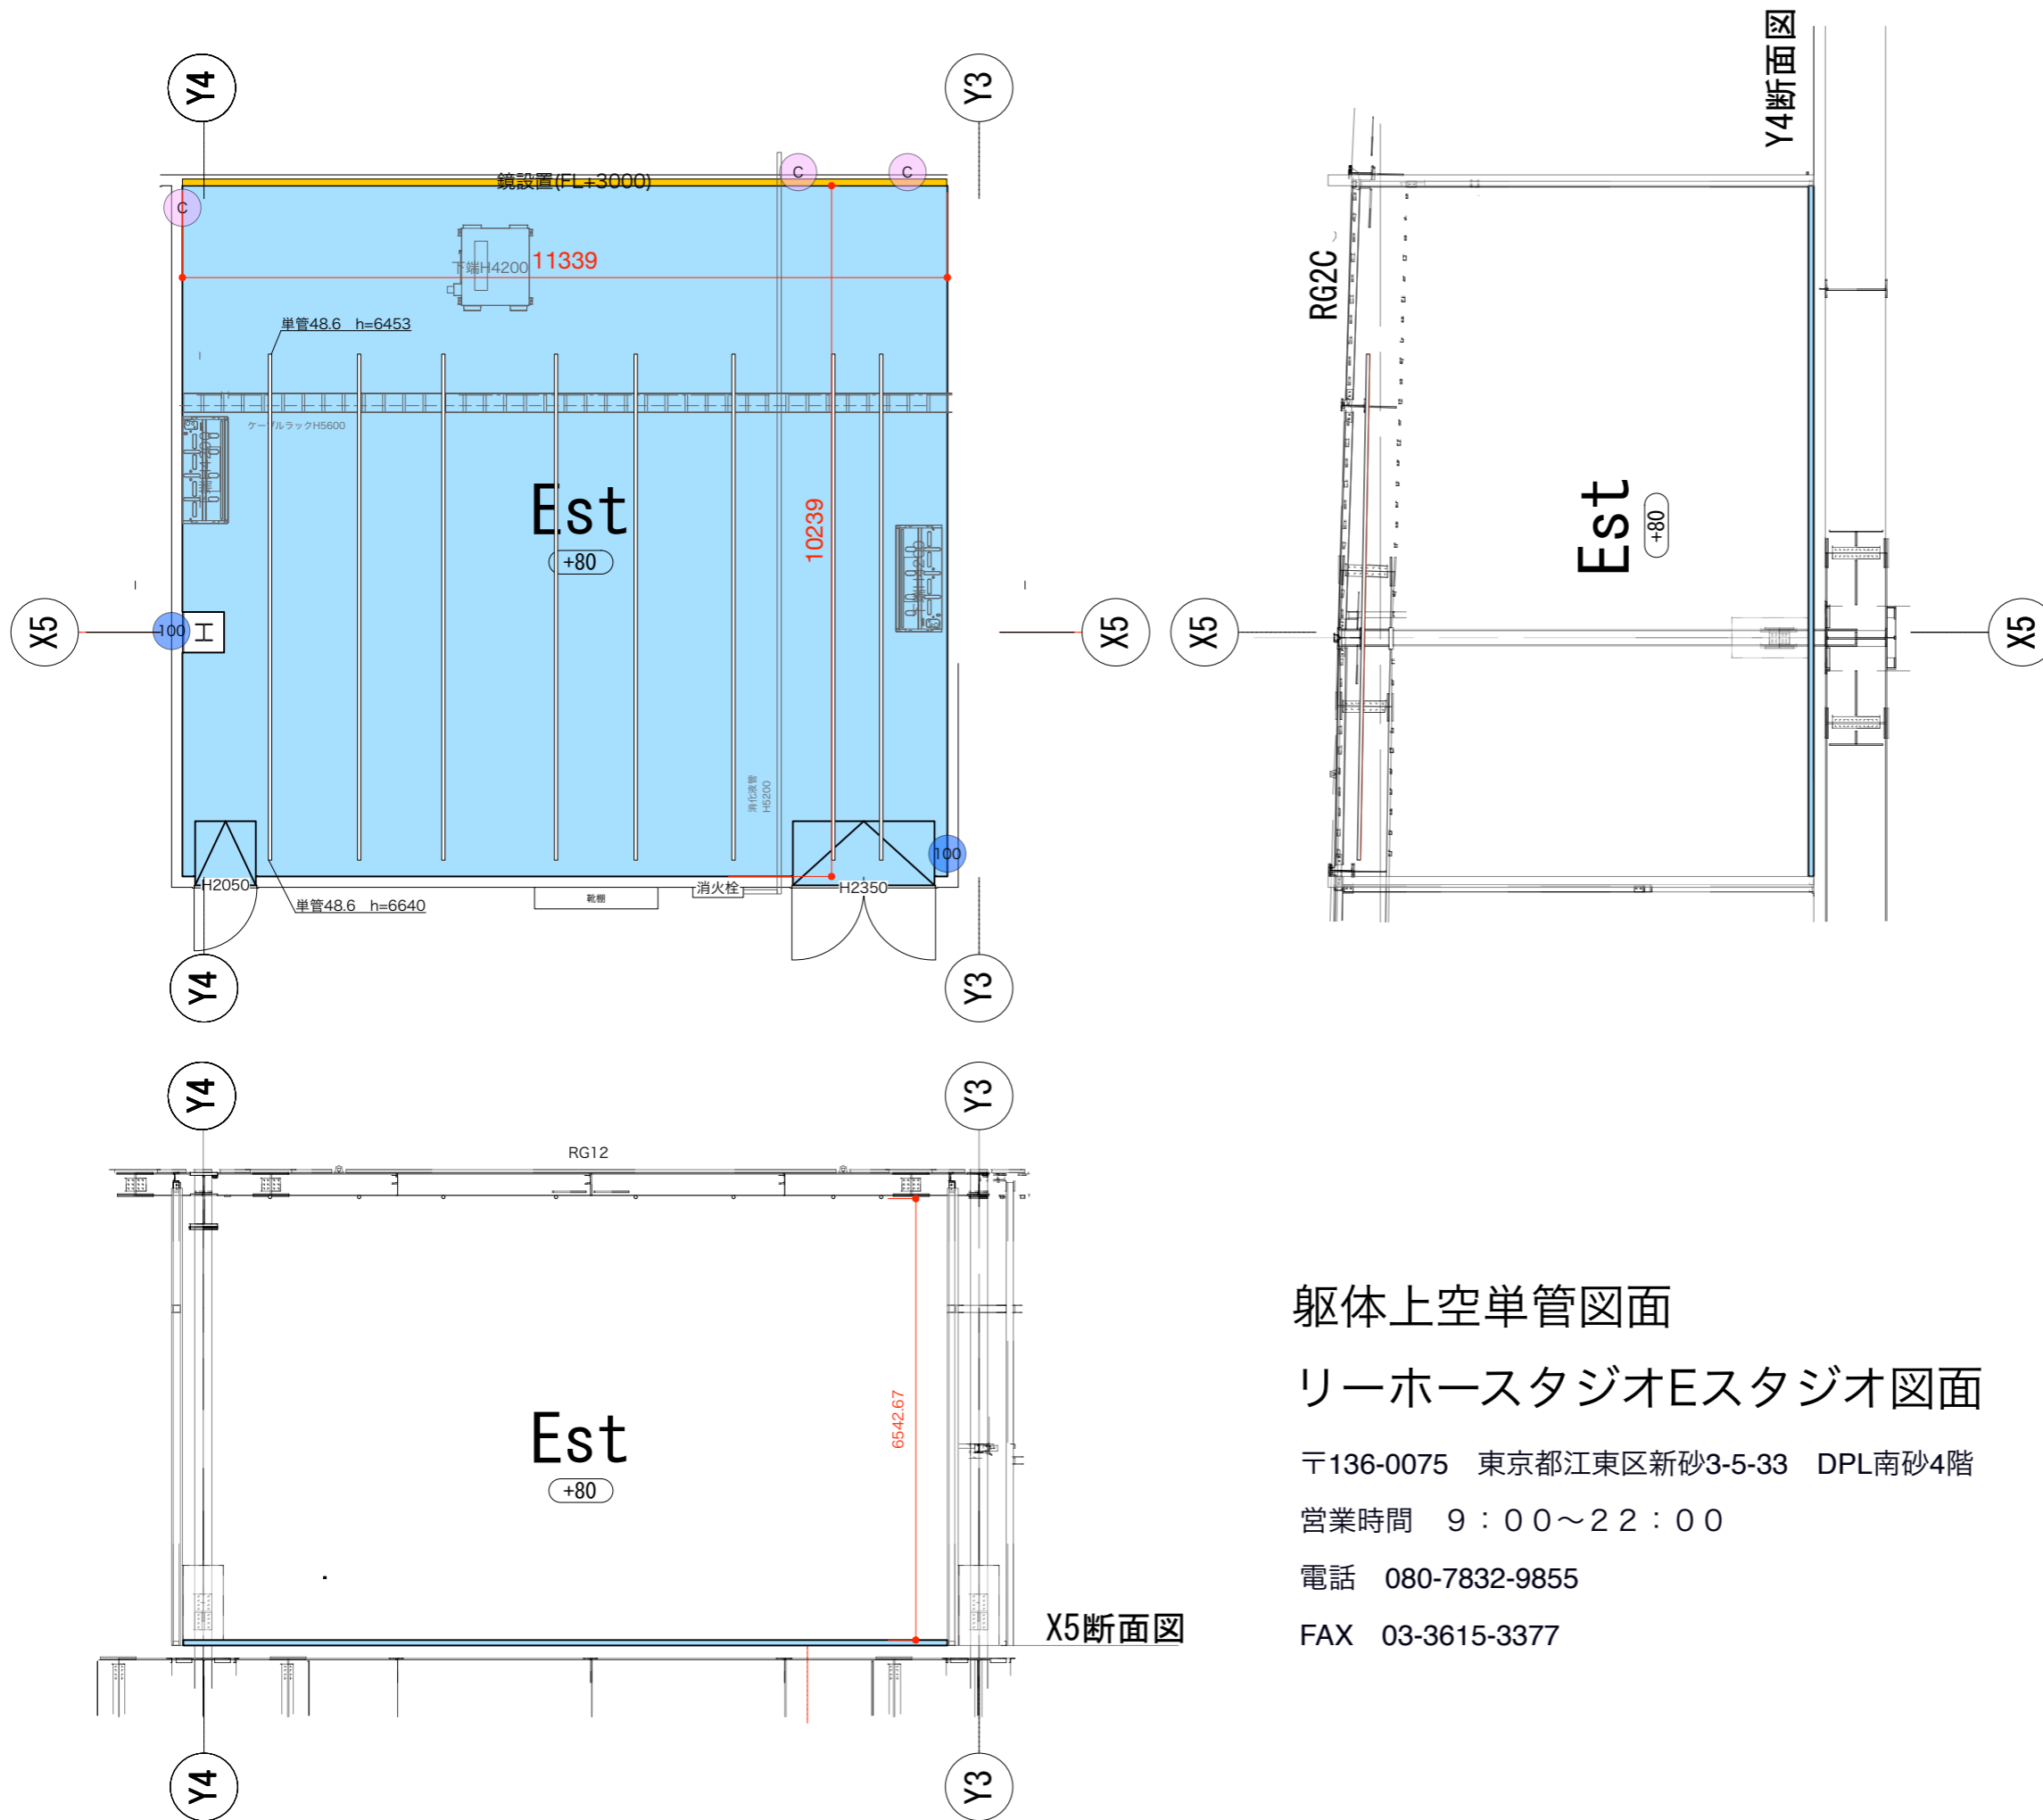 Y4
Y3
鏡設置(FL+3000)
C
C
C
下端H4200
11339
単管48.6 h=6453
ケーブルラックH5600
Est
+80
10239
X5
100
H
X5
消化液管
H5200
100
H2050
靴棚
消火栓
H2350
単管48.6 h=6640
Y4
Y3
Y4断面図
RG2C
Est
+80
X5
X5
Y4
Y3
RG12
6542.67
Est
+80
X5断面図
Y4
Y3
躯体上空単管図面
リーホースタジオEスタジオ図面
〒136-0075 東京都江東区新砂3-5-33 DPL南砂4階
営業時間 9：００～２２：００
電話 080-7832-9855
FAX 03-3615-3377